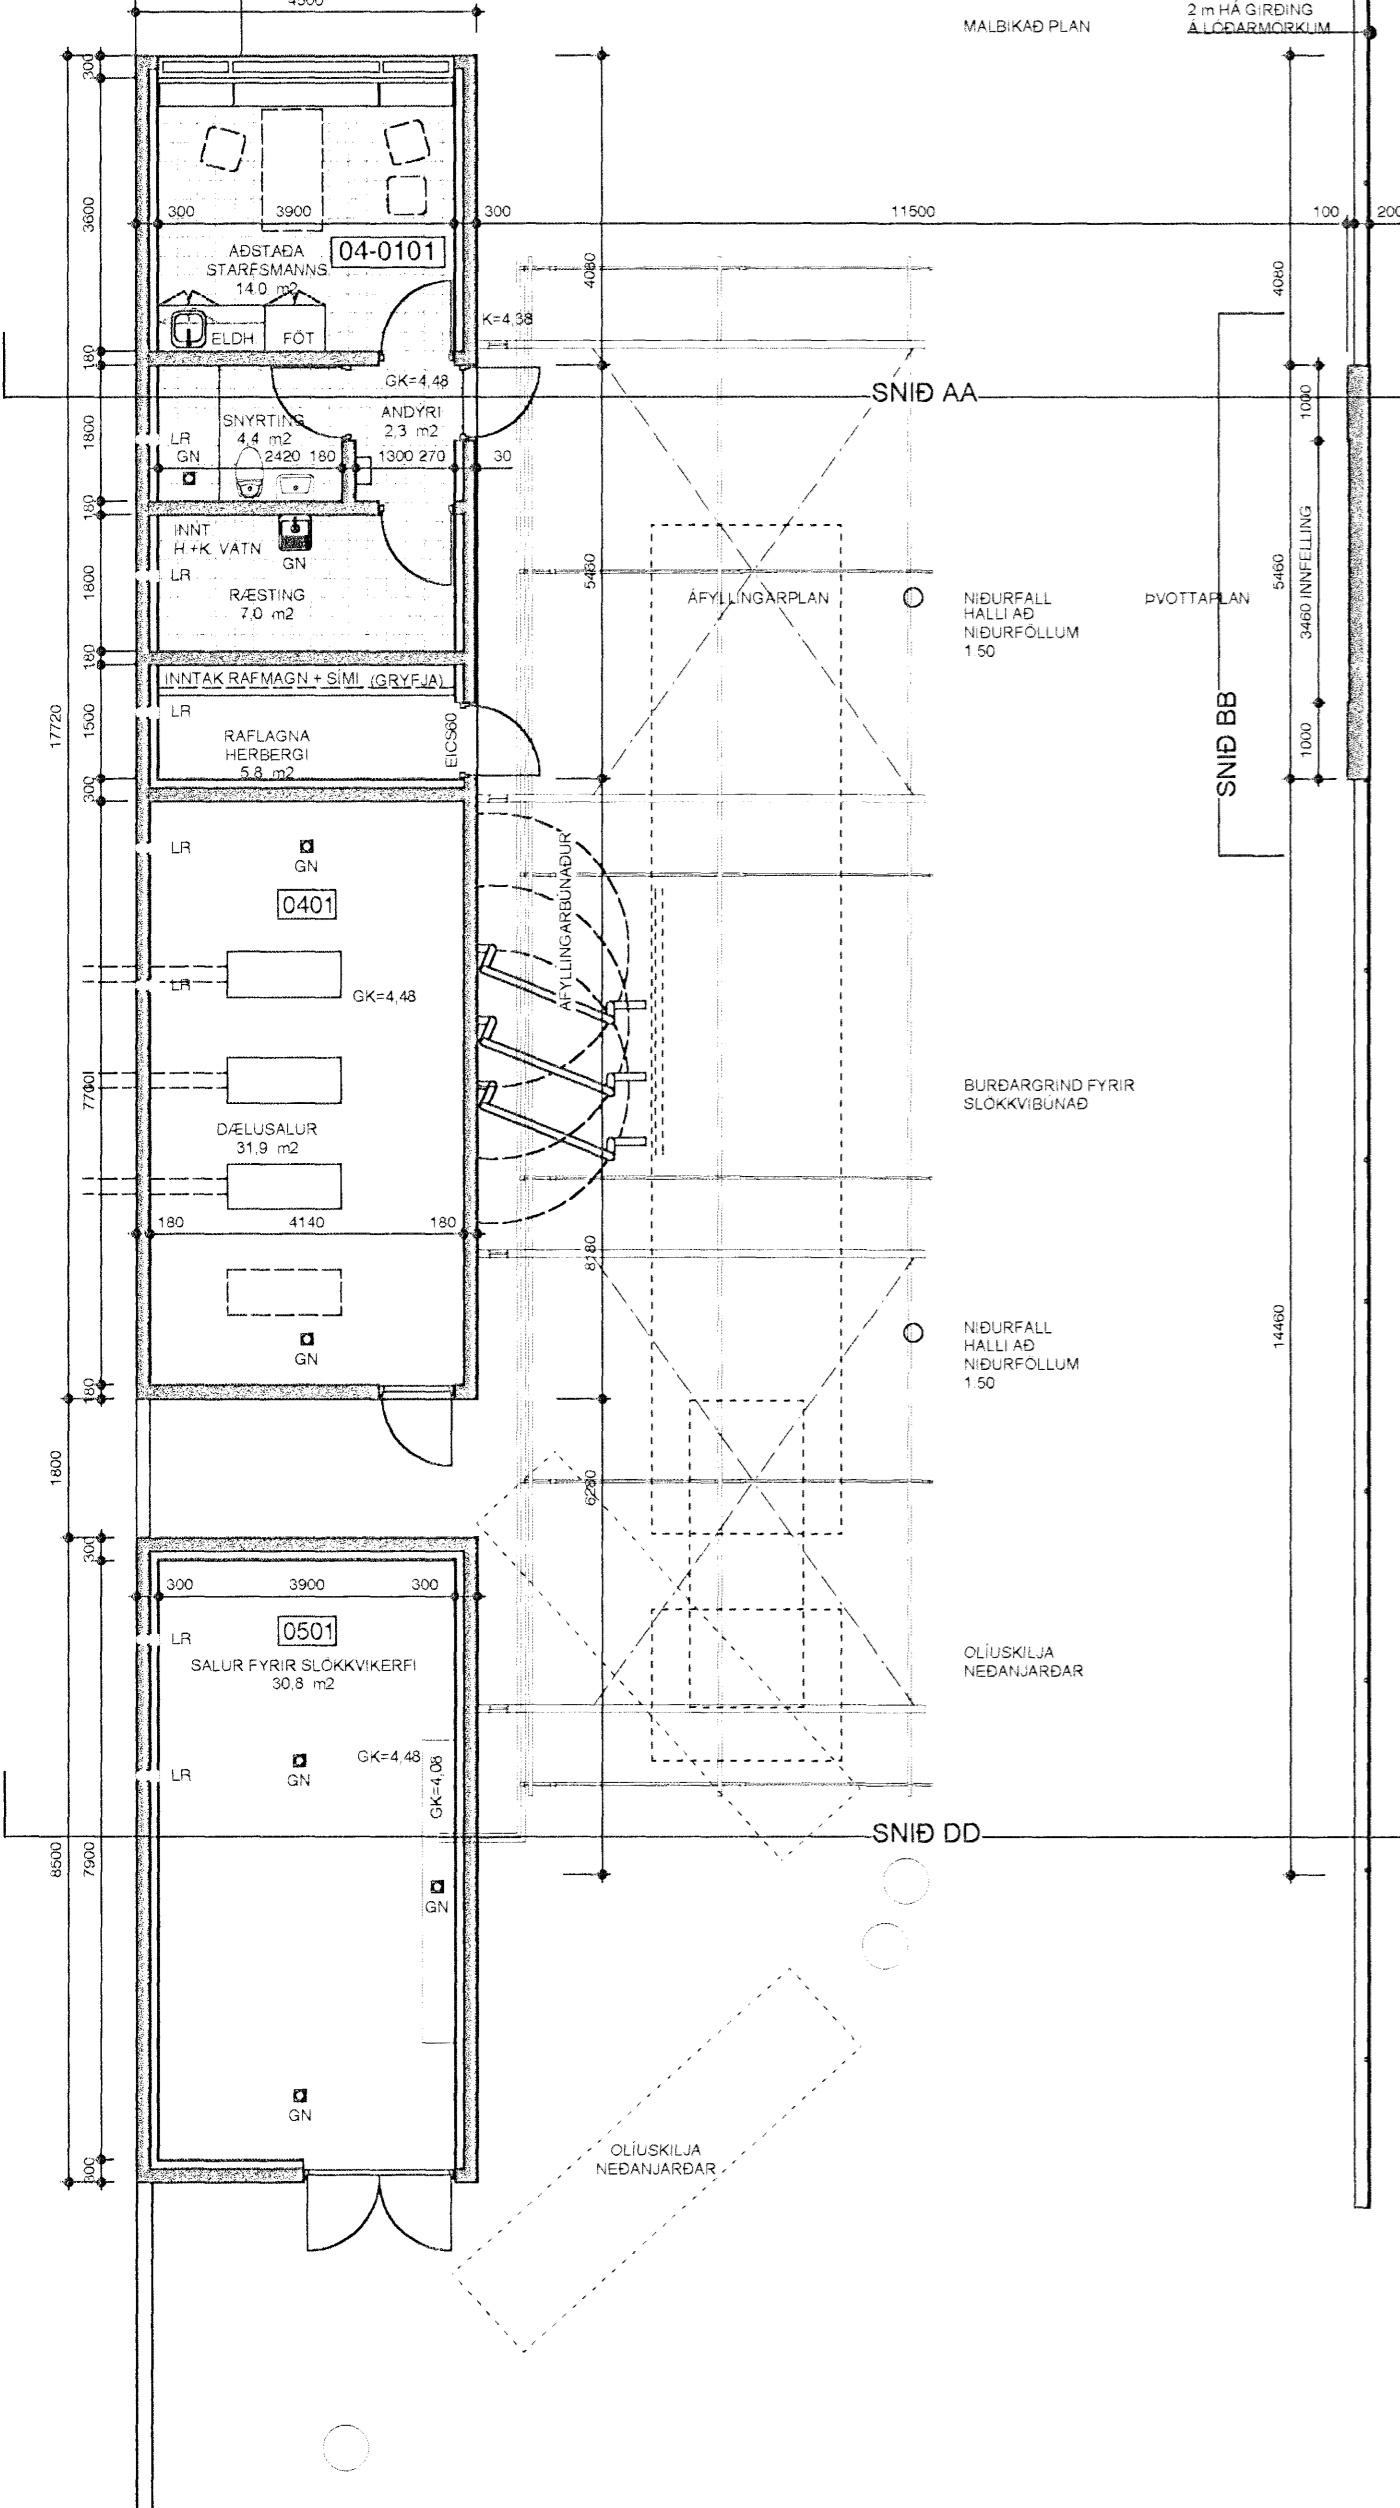 4500
MALBIKAÐ PLAN
2 m HÁ GIRÐING
Á LÓÐARMÖRKUM
300
3600
300
3900
300
11500
100
200
AÐSTAÐA
STARFSMANNS
14.0 m2
04-0101
4080
4080
ELDH
FÖT
K=4,38
180
GK=4,48
SNIÐ AA
1800
SNYRTING
4,4 m2
ANDYRI
2,3 m2
1000
LR
GN
2420
180
1300
270
30
180
INNT
H.+K. VATN
GN
LR
1800
RÆSTING
7,0 m2
5460
ÁFYLLINGARPLAN
NIÐURFALL
HALLI AÐ
NIÐURFÖLLUM
1:50
ÞVOTTAPLAN
5460
3460 INNFELLING
180
INNTAK RAFMAGN + SÍMI (GRYFJA)
LR
17720
1500
RAFLAGNA
HERBERGI
5,8 m2
EICS60
SNIÐ BB
1000
300
LR
GN
ÁFYLLINGARBÚNAÐUR
0401
LR
GK=4,48
7700
BURÐARGRIND FYRIR
SLÖKKVIBÚNAÐ
DÆLUSALUR
31,9 m2
180
4140
180
8180
14460
GN
NIÐURFALL
HALLI AÐ
NIÐURFÖLLUM
1:50
180
1800
6280
300
300
3900
300
0501
LR
SALUR FYRIR SLÖKKVIKERFI
30,8 m2
OLÍUSKILJA
NEÐANJARÐAR
GK=4,48
GN
LR
GK=4,08
SNIÐ DD
8500
7900
GN
GN
OLÍUSKILJA
NEÐANJARÐAR
300